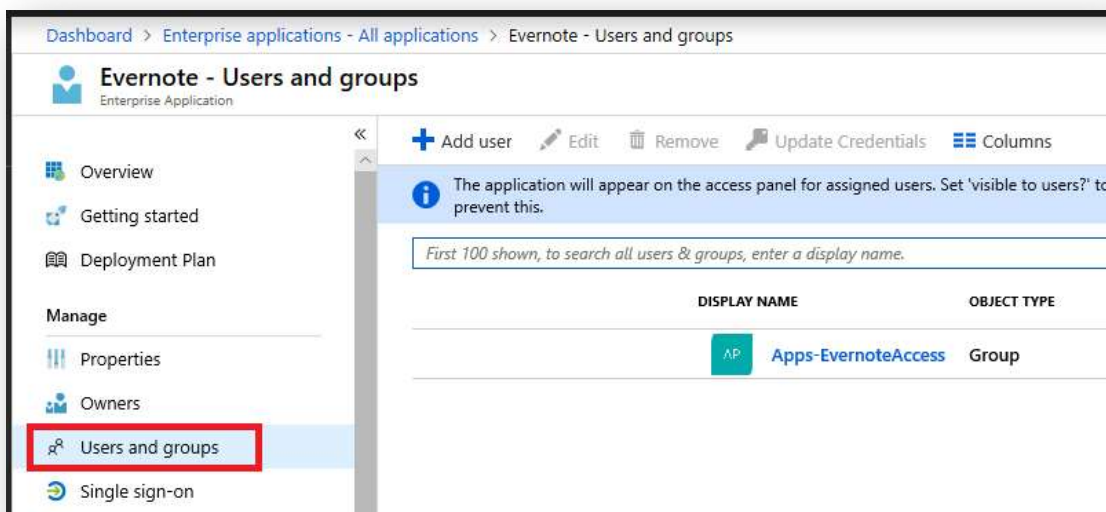 Dashboard > Enterprise applications - All applications > Evernote - Users and groups
Evernote - Users and groups
Enterprise Application
«
Overview
Getting started
Deployment Plan
Manage
Properties
Owners
Users and groups
Single sign-on
Add user Edit Remove Update Credentials Columns
The application will appear on the access panel for assigned users. Set 'visible to users?' to
prevent this.
First 100 shown, to search all users & groups, enter a display name.
DISPLAY NAME OBJECT TYPE
AP Apps-EvernoteAccess Group